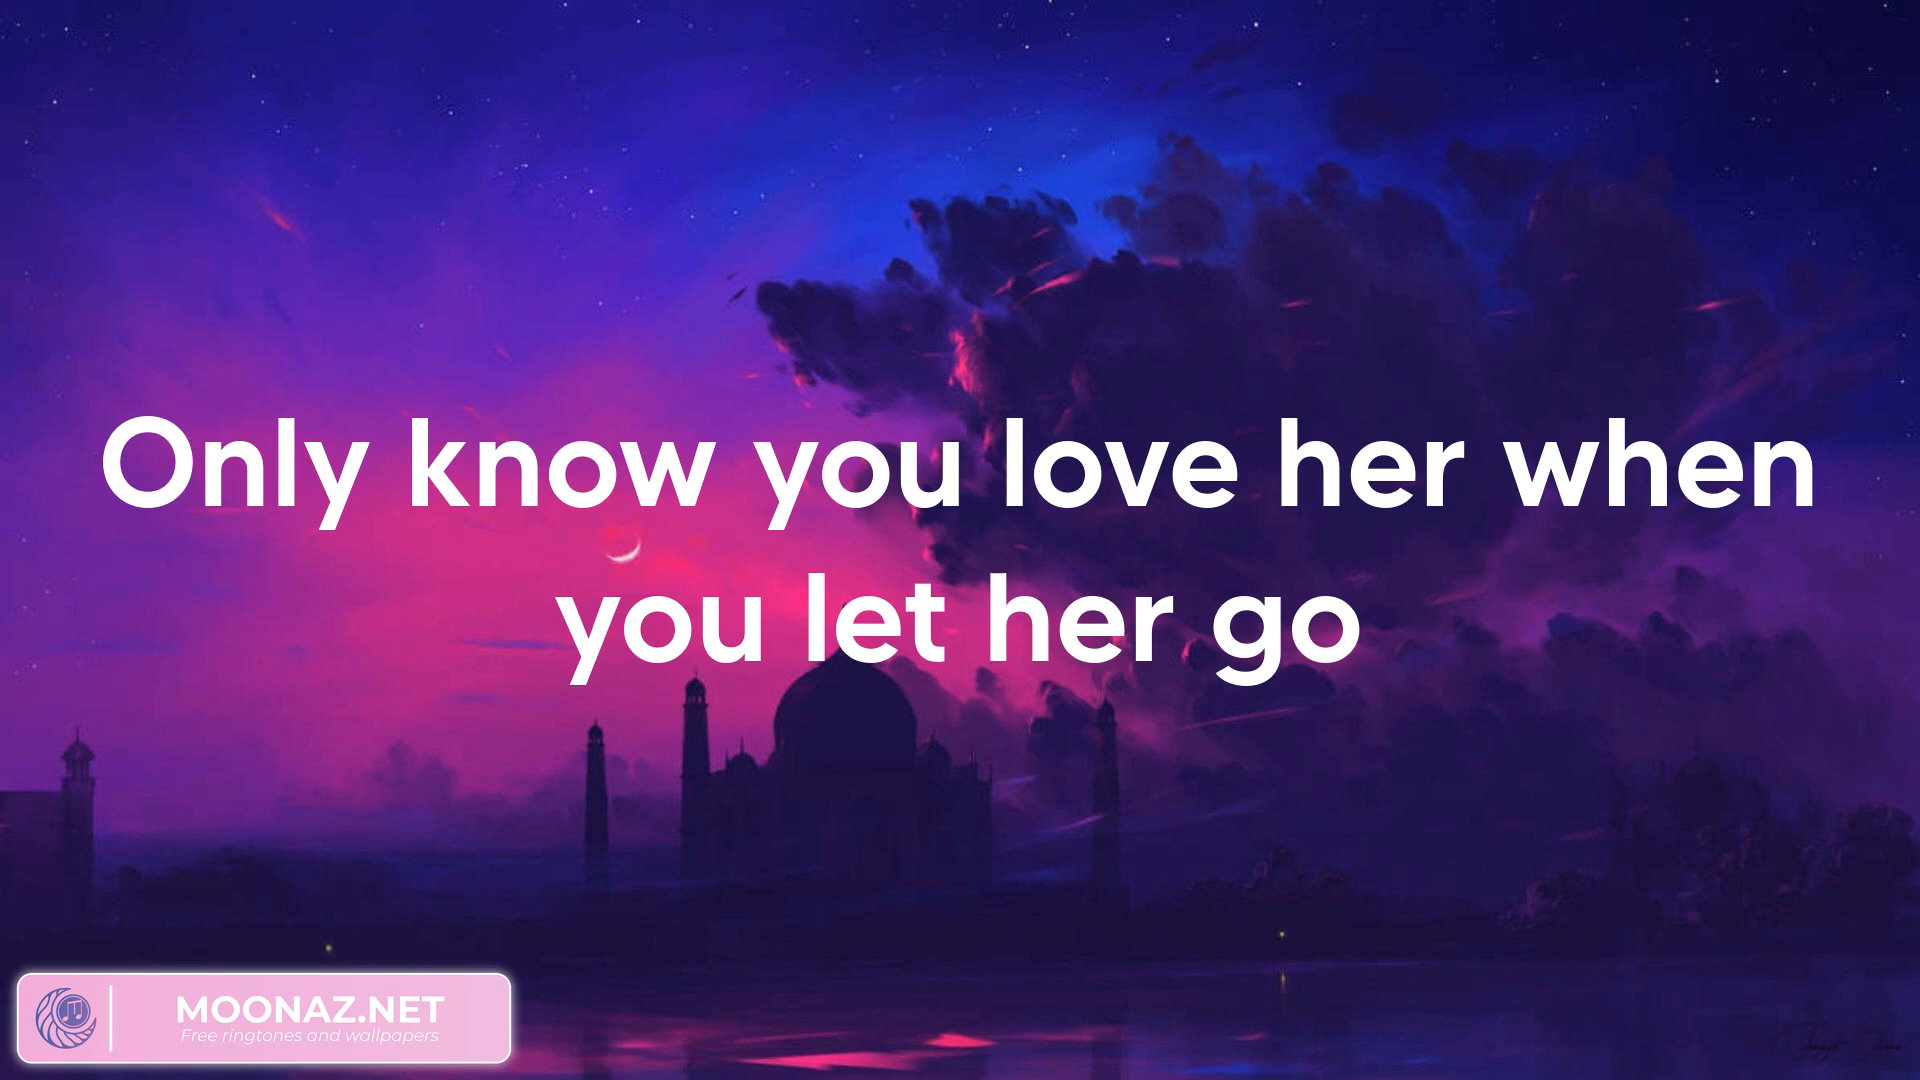 Only know you love her when
you let her go
MOONAZ.NET
Free ringtones and wallpapers